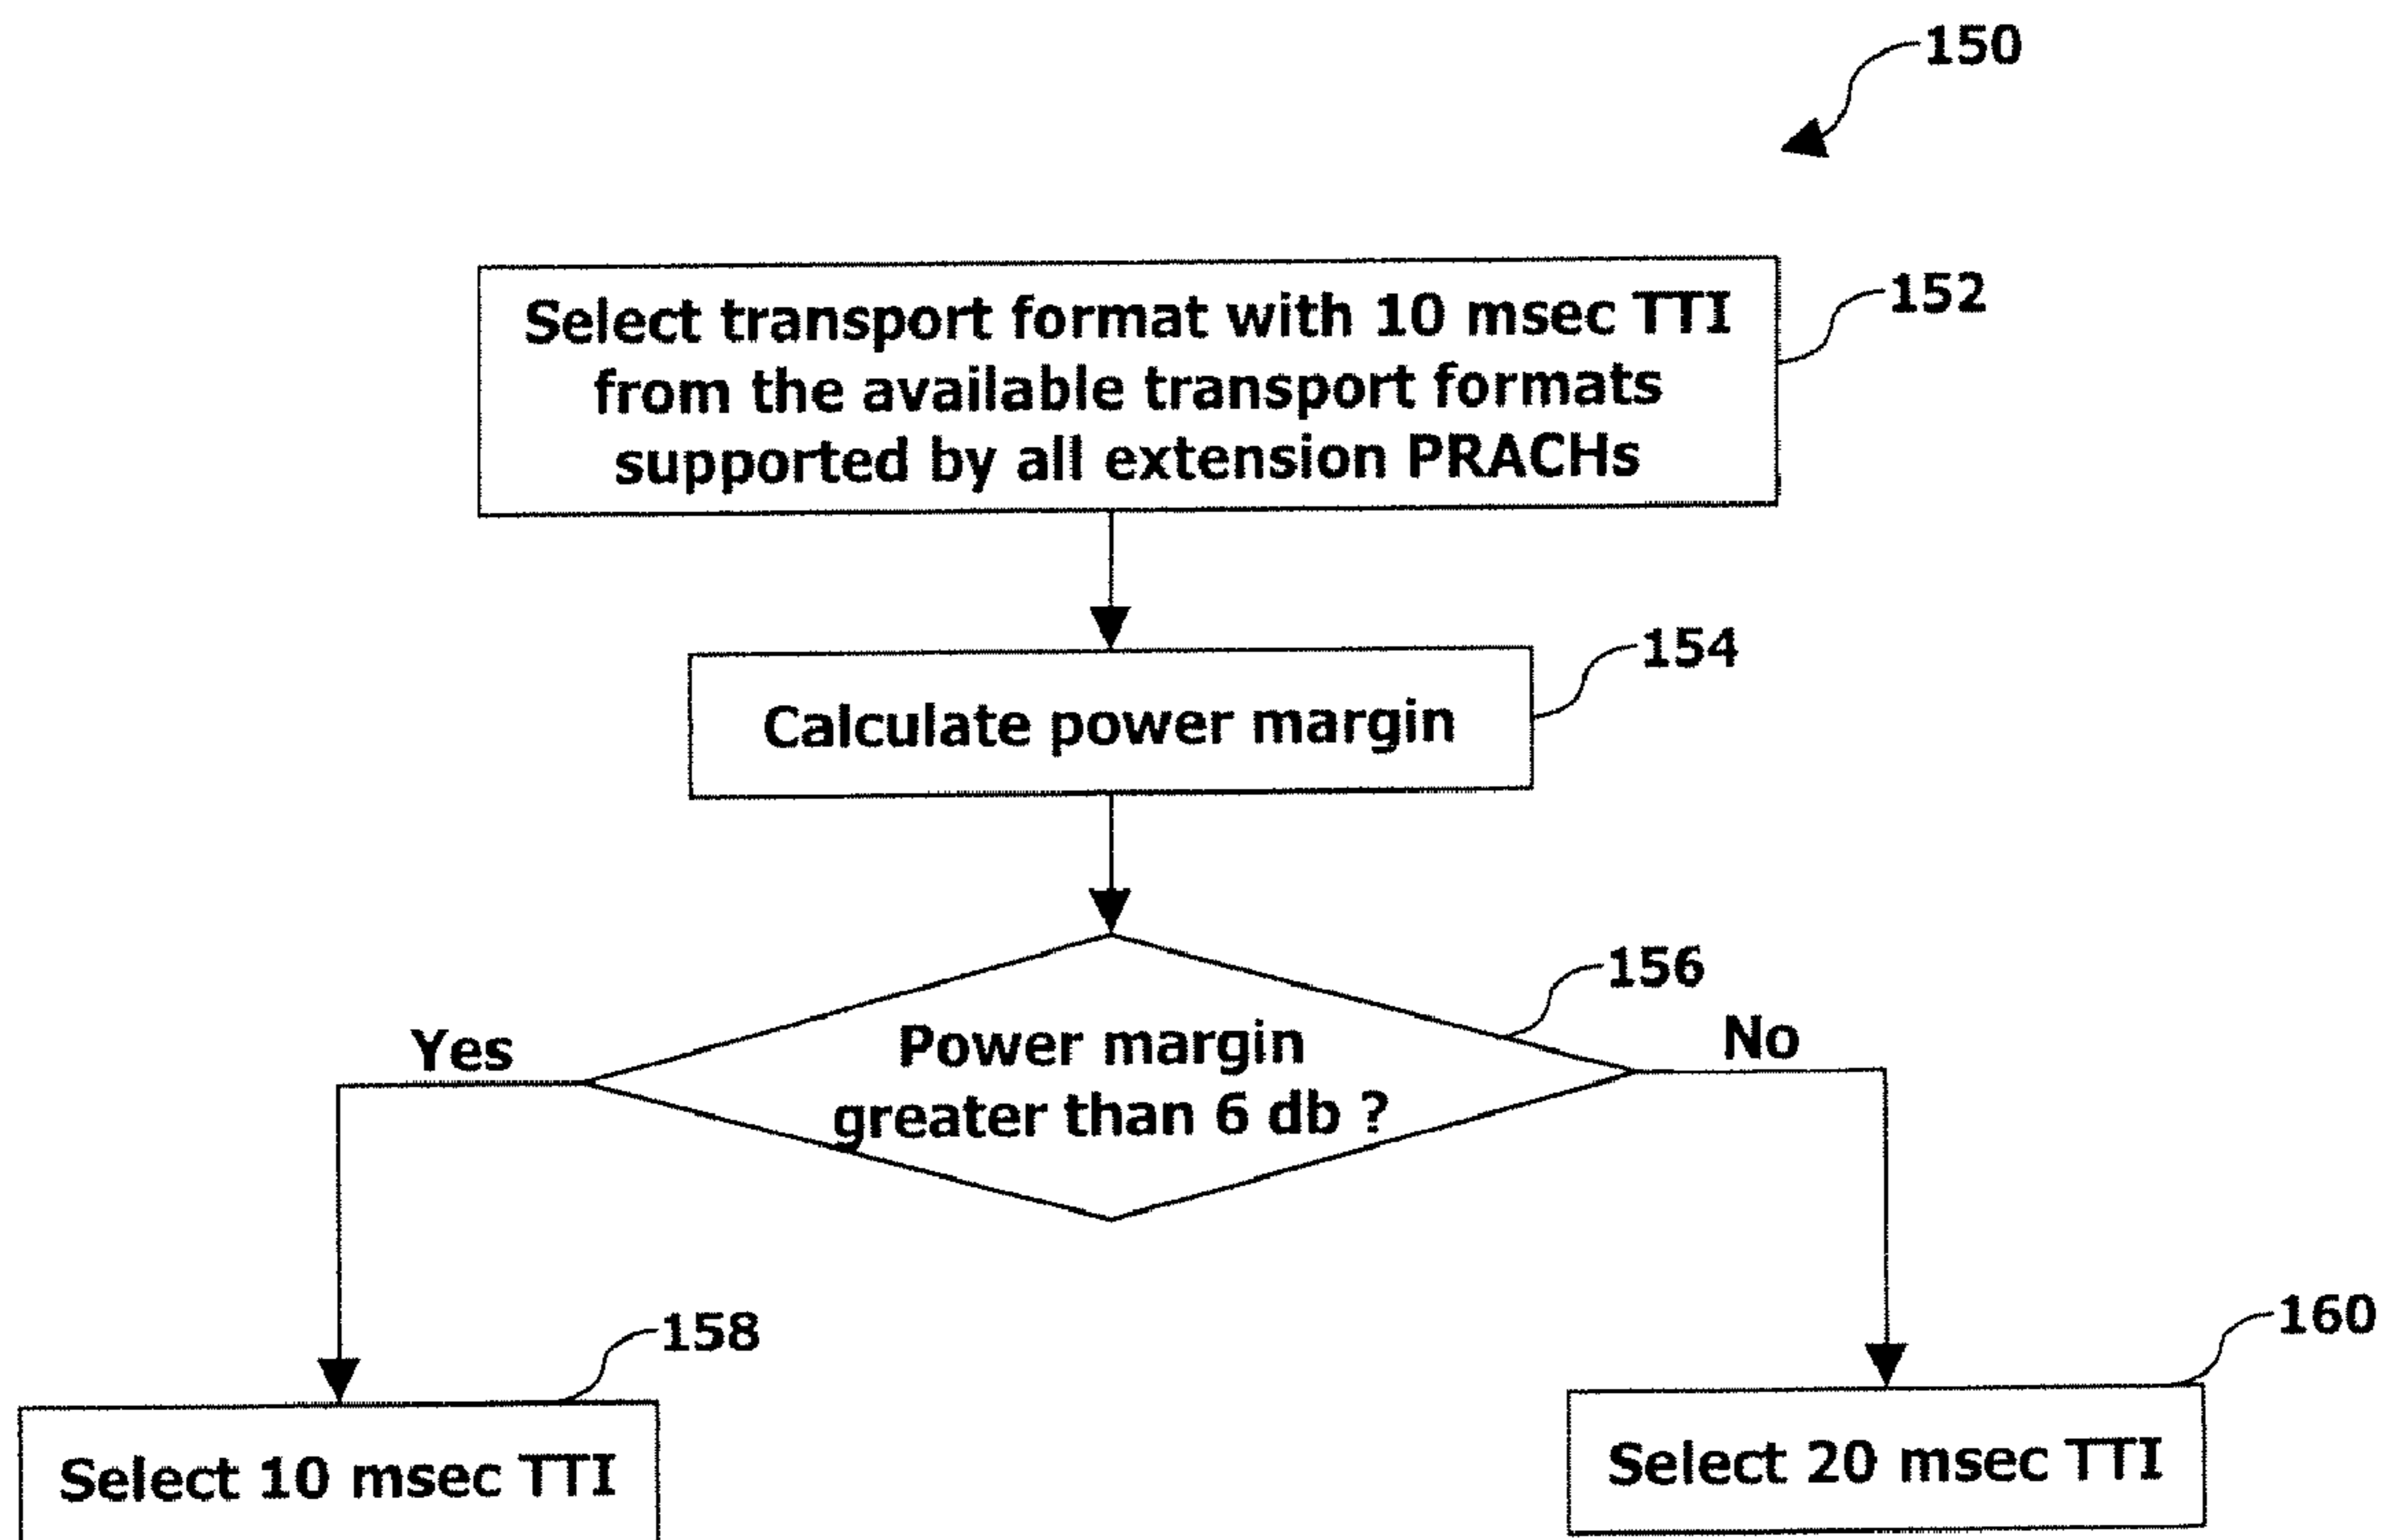 150
Select transport format with 10 msec TTI
from the available transport formats
supported by all extension PRACHs
152
Calculate power margin
154
Power margin
greater than 6 db ?
156
Yes
No
Select 10 msec TTI
158
Select 20 msec TTI
160